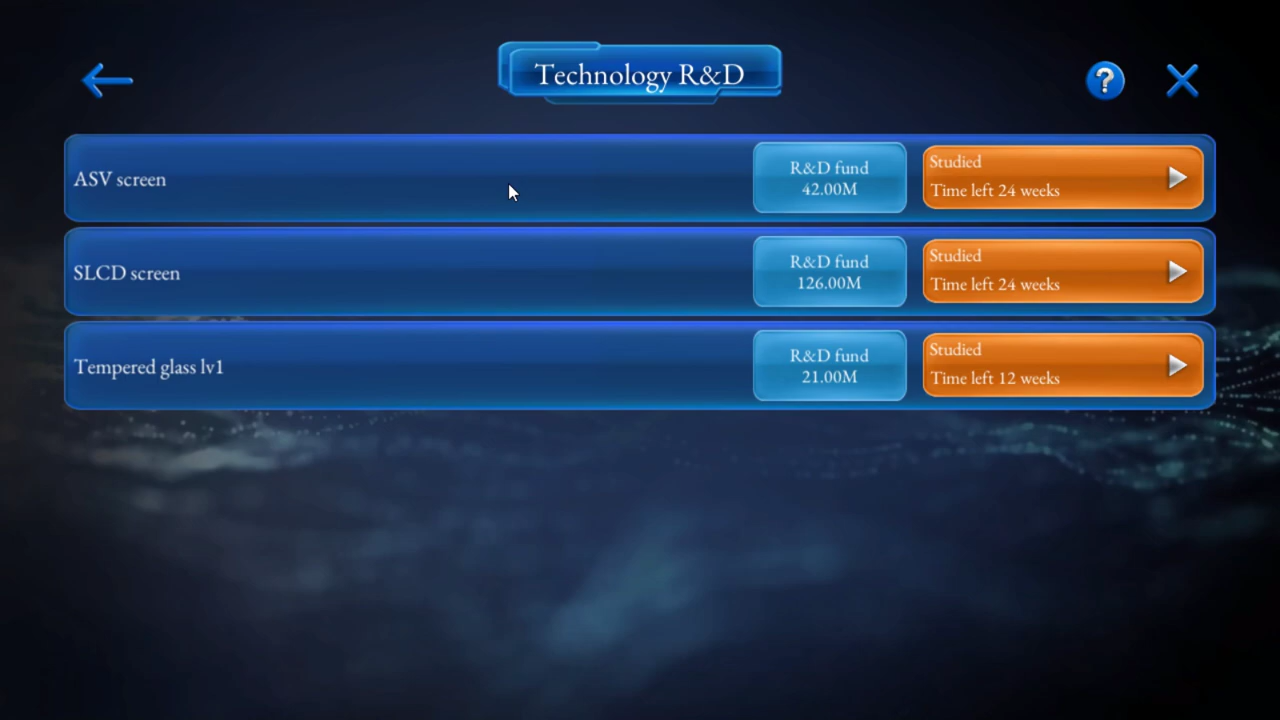 Technology R&D
?
ASV screen
R&D fund
42.00M
Studied
Time left 24 weeks
SLCD screen
R&D fund
126.00M
Studied
Time left 24 weeks
Tempered glass lv1
R&D fund
21.00M
Studied
Time left 12 weeks